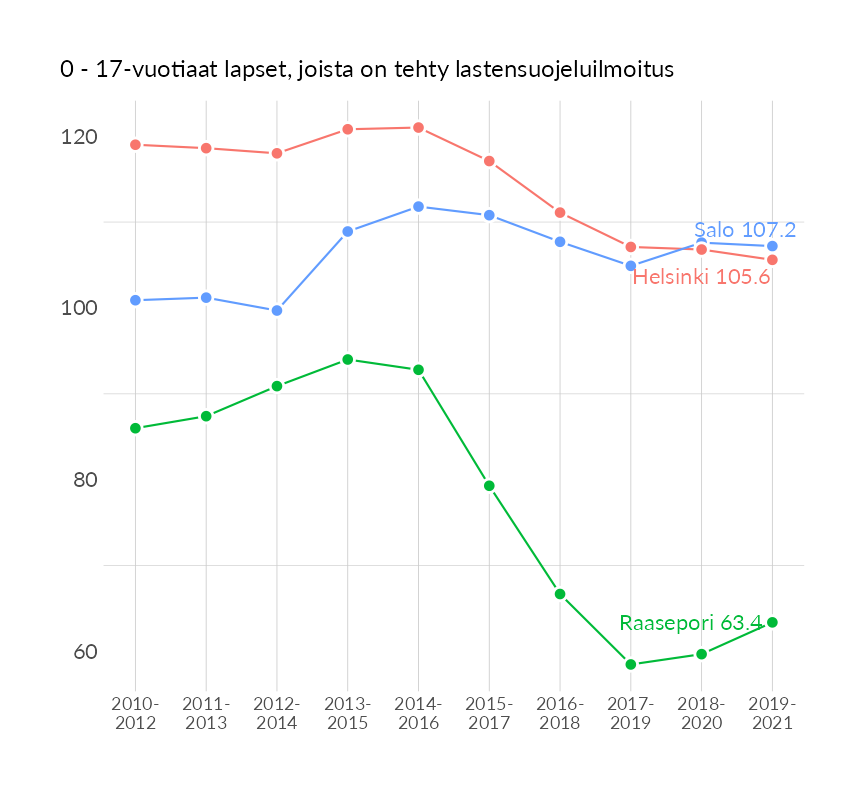 0 - 17-vuotiaat lapset, joista on tehty lastensuojeluilmoitus
120
100
80
60
Salo 107.2
Helsinki 105.6
Raasepori 63.4
2010- 2011- 2012- 2013- 2014- 2015- 2016- 2017- 2018- 2019-
2012 2013 2014 2015 2016 2017 2018 2019 2020 2021